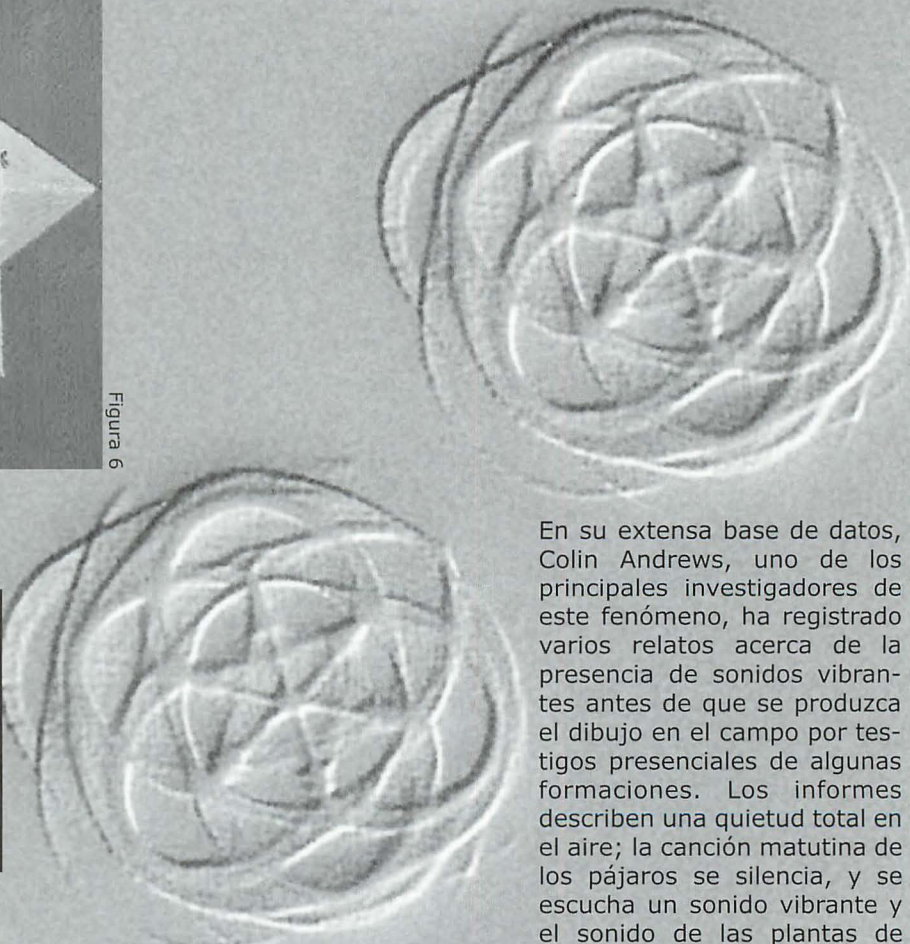 Figura 6
En su extensa base de datos,
Colin Andrews, uno de los
principales investigadores de
este fenómeno, ha registrado
varios relatos acerca de la
presencia de sonidos vibran-
tes antes de que se produzca
el dibujo en el campo por tes-
tigos presenciales de algunas
formaciones. Los informes
describen una quietud total en
el aire; la canción matutina de
los pájaros se silencia, y se
escucha un sonido vibrante y
el sonido de las plantas de